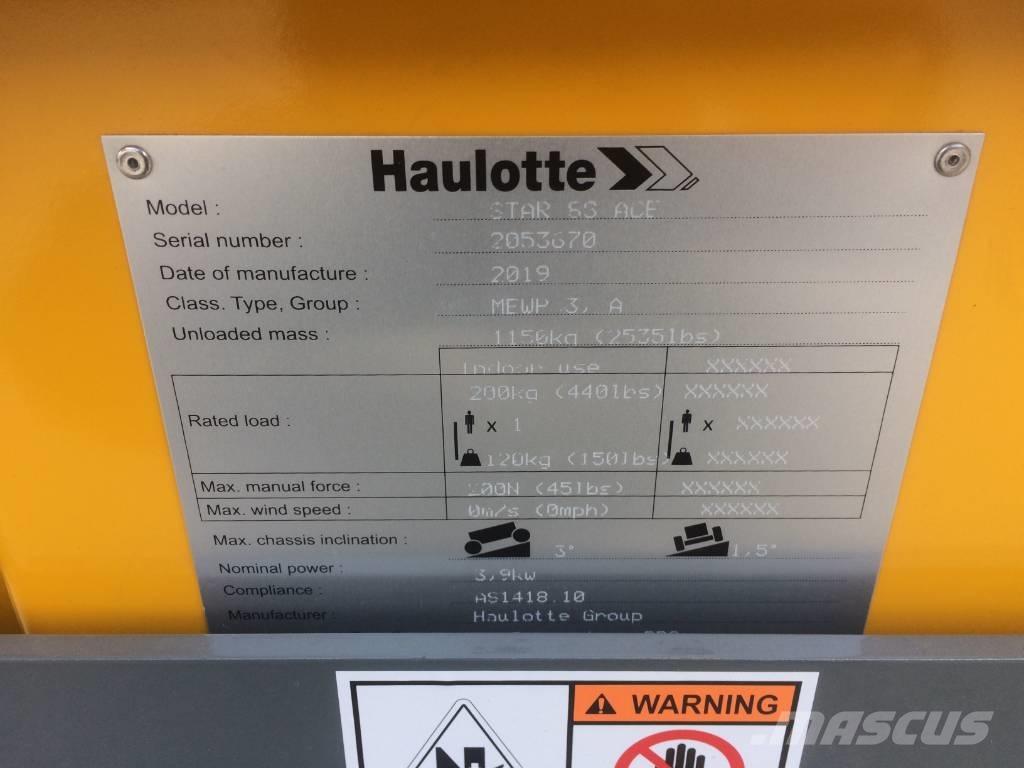 Haulotte
Model : STAR 6S ACE
Serial number : 2053670
Date of manufacture : 2019
Class. Type, Group : MEWP 3, A
Unloaded mass : 1150kg (2535lbs)
Indoor use XXXXXX
Rated load : 200kg (440lbs) XXXXXX
x 1 x XXXXXX
120kg (150lbs) XXXXXX
Max. manual force : 200N (45lbs) XXXXXX
Max. wind speed : 0m/s (0mph) XXXXXX
Max. chassis inclination : 3° 1,5°
Nominal power : 3,9kw
Compliance : AS1418.10
Manufacturer : Haulotte Group
WARNING
MASCUS